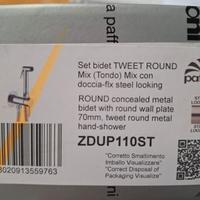 Set bidet TWEET ROUND
Mix (Tondo) Mix con
doccia-fix steel looking
ROUND concealed metal
bidet with round wall plate
70mm, tweet round metal
hand-shower
ZDUP110ST
"Corretto Smaltimento
Imballo Visualizzare"
"Correct Disposal of
Packaging Visualize"
8020913559763